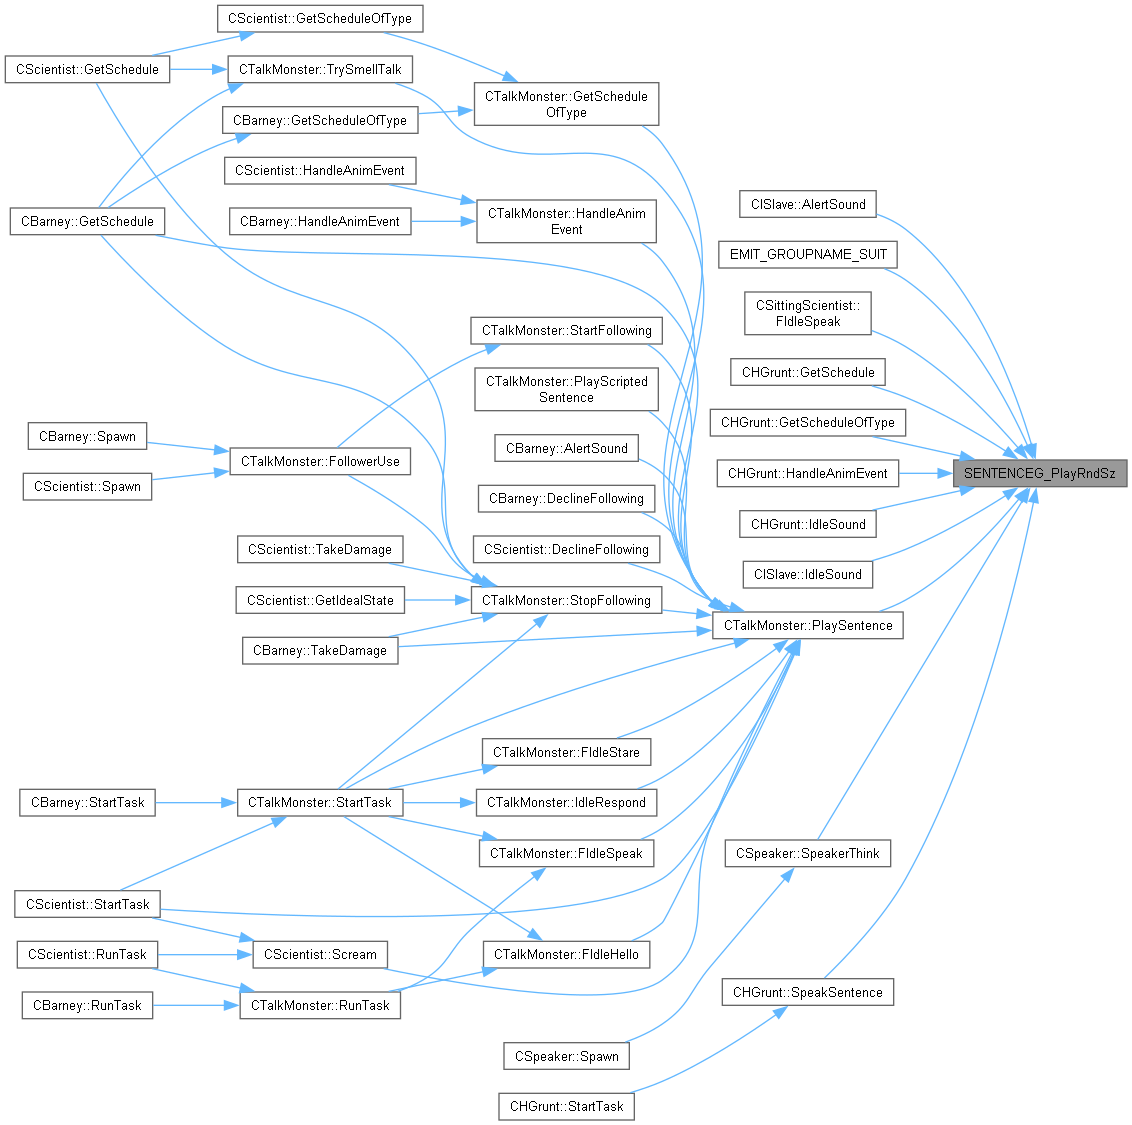 CScientist::GetScheduleOfType
CScientist::GetSchedule
CTalkMonster::TrySmellTalk
CTalkMonster::GetSchedule
OfType
CBarney::GetScheduleOfType
CScientist::HandleAnimEvent
CBarney::GetSchedule
CBarney::HandleAnimEvent
CTalkMonster::HandleAnim
Event
CISlave::AlertSound
EMIT_GROUPNAME_SUIT
CSittingScientist::
FIdleSpeak
CTalkMonster::StartFollowing
CHGrunt::GetSchedule
CTalkMonster::PlayScripted
Sentence
CHGrunt::GetScheduleOfType
CBarney::Spawn
CTalkMonster::FollowerUse
CBarney::AlertSound
CHGrunt::HandleAnimEvent
SENTENCEG_PlayRndSz
CScientist::Spawn
CBarney::DeclineFollowing
CHGrunt::IdleSound
CScientist::TakeDamage
CScientist::DeclineFollowing
CISlave::IdleSound
CScientist::GetIdealState
CTalkMonster::StopFollowing
CTalkMonster::PlaySentence
CBarney::TakeDamage
CTalkMonster::FIdleStare
CBarney::StartTask
CTalkMonster::StartTask
CTalkMonster::IdleRespond
CTalkMonster::FIdleSpeak
CSpeaker::SpeakerThink
CScientist::StartTask
CScientist::RunTask
CScientist::Scream
CTalkMonster::FIdleHello
CBarney::RunTask
CTalkMonster::RunTask
CHGrunt::SpeakSentence
CSpeaker::Spawn
CHGrunt::StartTask